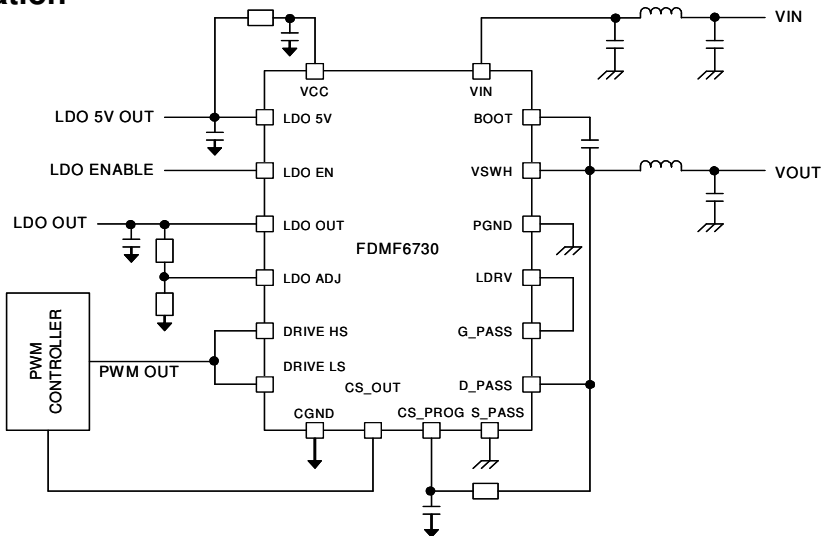 VIN
VCC
VIN
LDO 5V OUT
LDO 5V
BOOT
LDO ENABLE
LDO EN
VSWH
VOUT
LDO OUT
LDO OUT
PGND
FDMF6730
LDO ADJ
LDRV
PWM
CONTROLLER
DRIVE HS
G_PASS
PWM OUT
DRIVE LS
CS_OUT
D_PASS
CGND
CS_PROG
S_PASS